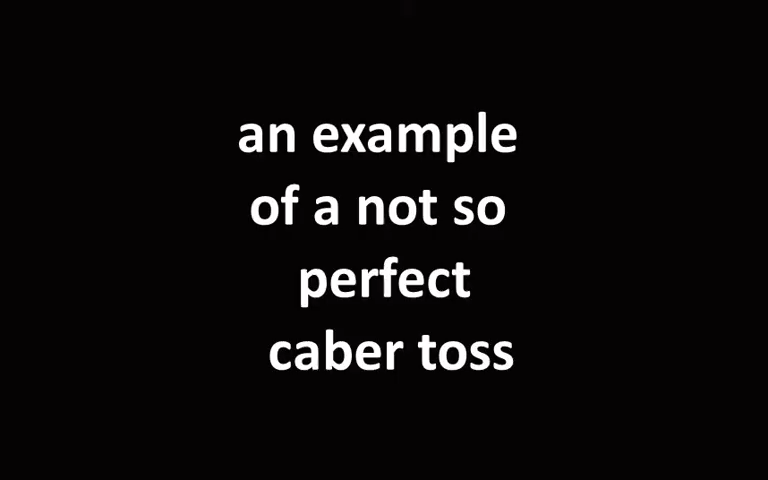 an example
of a not so
perfect
caber toss